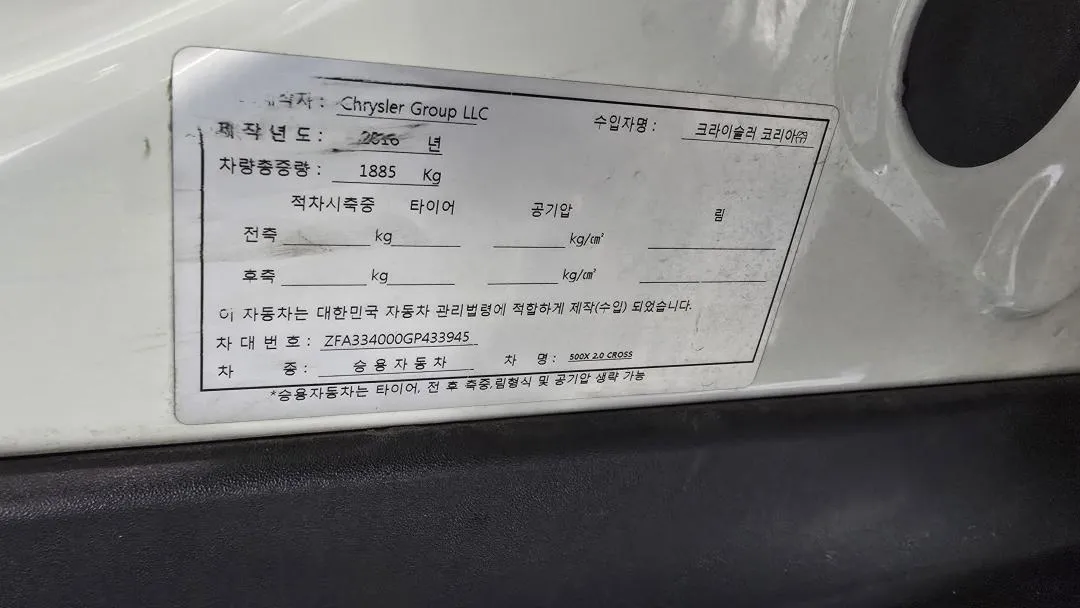 Chrysler Group LLC 수입자명 : 크라이슬러 코리아㈜
제 작 년 도 : 2016 년
차량총중량 : 1885 Kg
적차시축중 타이어 공기압 림
전축 kg kg/㎠
후축 kg kg/㎠
이 자동차는 대한민국 자동차 관리법령에 적합하게 제작(수입) 되었습니다.
차 대 번 호 : ZFA334000GP433945
차 종 : 승 용 자 동 차 차 명 : 500X 2.0 CROSS
*승용자동차는 타이어, 전 후 축중,림형식 및 공기압 생략 가능